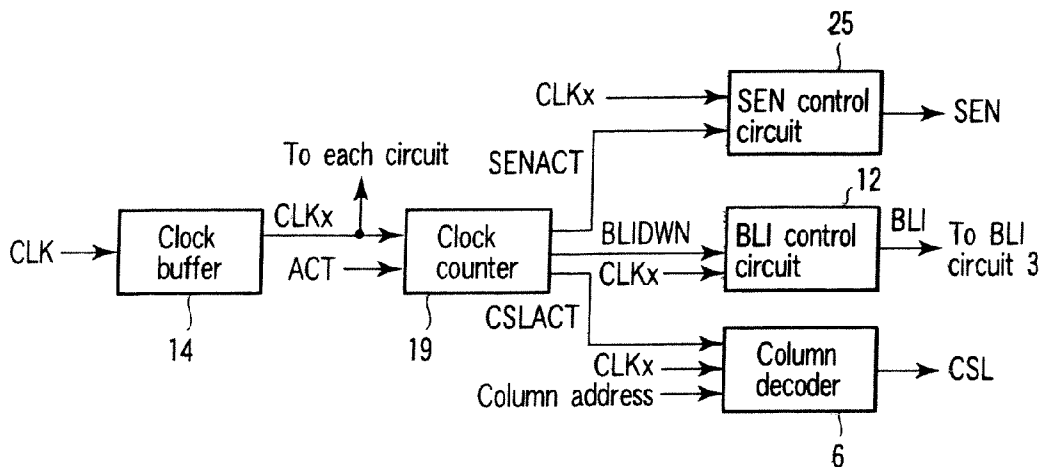 25
CLKx
SEN control
circuit
SEN
To each circuit
SENACT
12
CLKx
BLIDWN
BLI
CLK
Clock
buffer
Clock
counter
BLI control
circuit
To BLI
circuit 3
ACT
CLKx
CSLACT
14
19
CLKx
Column
decoder
CSL
Column address
6